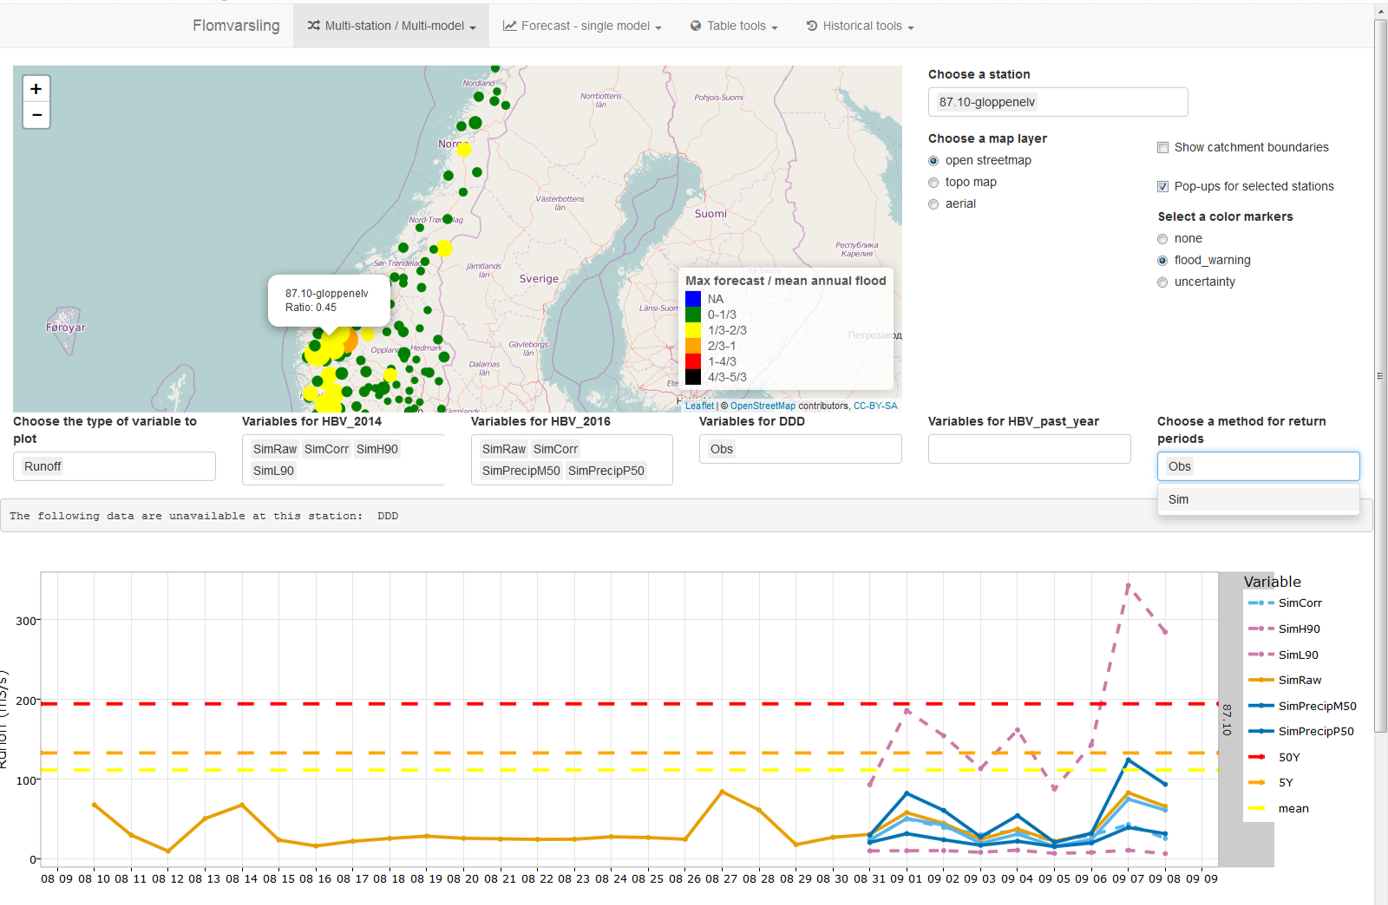 Flomvarsling
Multi-station / Multi-model
Forecast - single model
Table tools
Historical tools
+
−
Nordland
Norrbottens
län
Pohjois-Suomi
Norge
Västerbottens
län
Suomi
Nord-Trøndelag
Республика
Карелия
Sør-Trøndelag
Jämtlands
län
Sverige
87.10-gloppenelv
Ratio: 0.45
Føroyar
Länsi-Suomi
Петрозавод
Oppland
Hedmark
Gävleborgs
län
Dalarnas
län
Max forecast / mean annual flood
NA
0-1/3
1/3-2/3
2/3-1
1-4/3
4/3-5/3
Leaflet | © OpenStreetMap contributors, CC-BY-SA
Choose a station
87.10-gloppenelv
Choose a map layer
open streetmap
topo map
aerial
Show catchment boundaries
Pop-ups for selected stations
Select a color markers
none
flood_warning
uncertainty
Choose the type of variable to
plot
Runoff
Variables for HBV_2014
SimRaw SimCorr SimH90
SimL90
Variables for HBV_2016
SimRaw SimCorr
SimPrecipM50 SimPrecipP50
Variables for DDD
Obs
Variables for HBV_past_year
Choose a method for return
periods
Obs
Sim
The following data are unavailable at this station: DDD
Runoff (m3/s)
300
200
100
0
08 09 08 10 08 11 08 12 08 13 08 14 08 15 08 16 08 17 08 18 08 19 08 20 08 21 08 22 08 23 08 24 08 25 08 26 08 27 08 28 08 29 08 30 08 31 09 01 09 02 09 03 09 04 09 05 09 06 09 07 09 08 09 09
87.10
Variable
SimCorr
SimH90
SimL90
SimRaw
SimPrecipM50
SimPrecipP50
50Y
5Y
mean